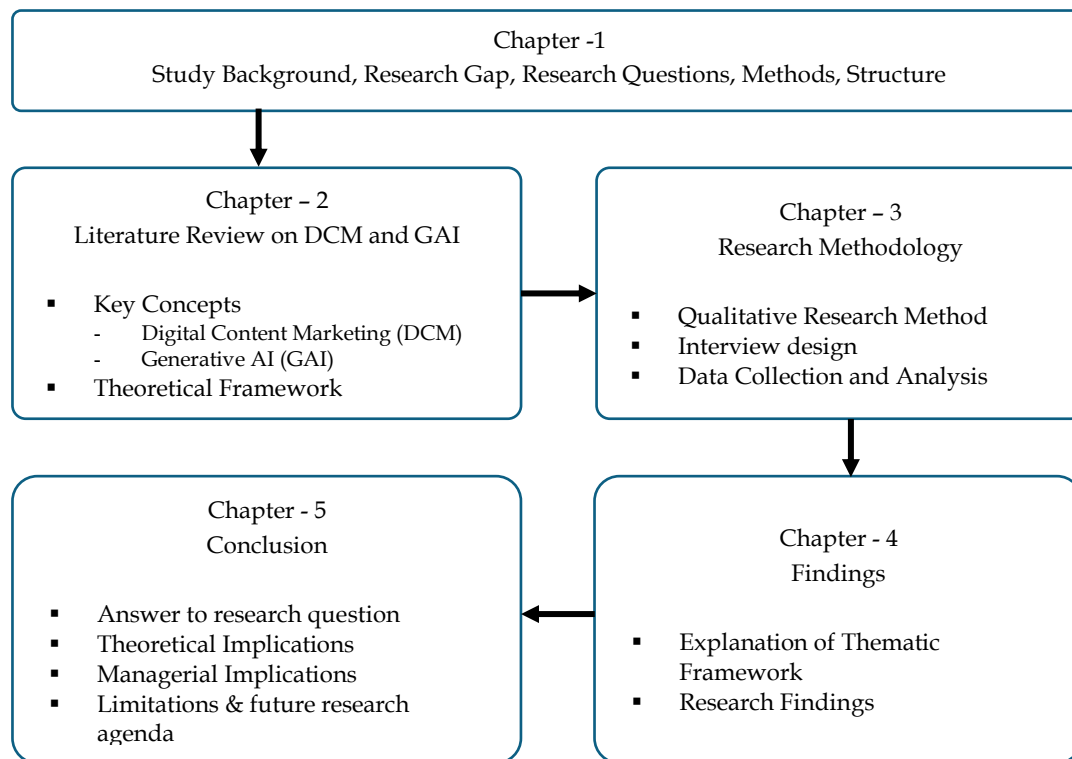 Chapter -1
Study Background, Research Gap, Research Questions, Methods, Structure
Chapter – 2
Literature Review on DCM and GAI
▪ Key Concepts
- Digital Content Marketing (DCM)
- Generative AI (GAI)
▪ Theoretical Framework
Chapter – 3
Research Methodology
▪ Qualitative Research Method
▪ Interview design
▪ Data Collection and Analysis
Chapter - 4
Findings
▪ Explanation of Thematic
Framework
▪ Research Findings
Chapter - 5
Conclusion
▪ Answer to research question
▪ Theoretical Implications
▪ Managerial Implications
▪ Limitations & future research
agenda